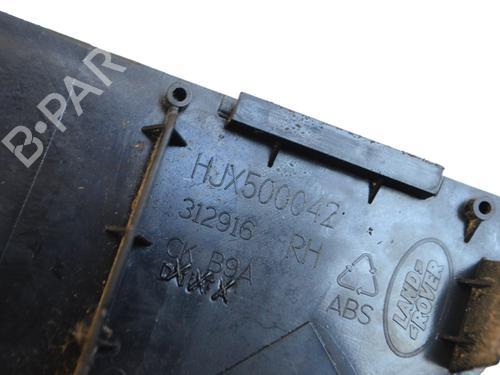 B-PAR
HJX500042
312916 RH
CK B9A
ABS
LAND
ROVER